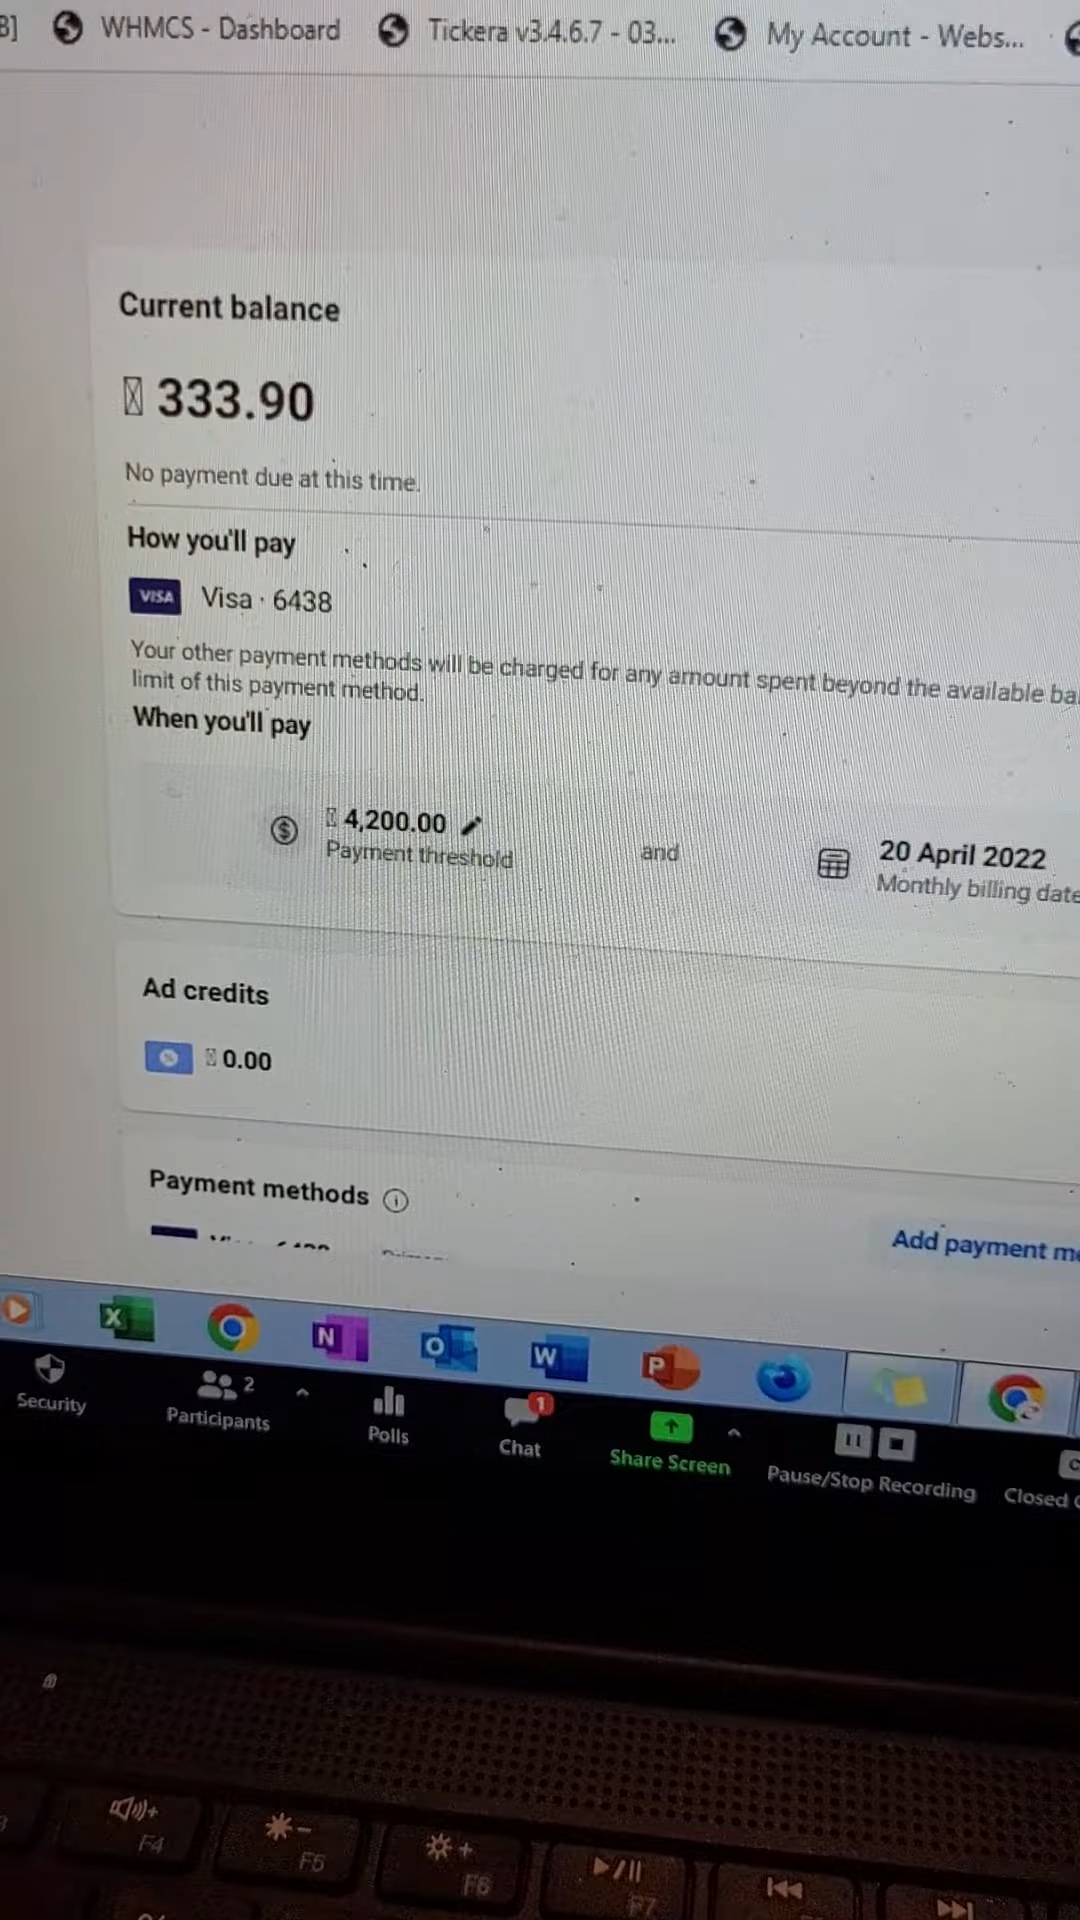 B]
WHMCS - Dashboard
Tickera v3.4.6.7 - 03...
My Account - Webs...
Current balance
333.90
No payment due at this time.
How you'll pay
VISA Visa · 6438
Your other payment methods will be charged for any amount spent beyond the available ba
limit of this payment method.
When you'll pay
4,200.00
Payment threshold
and
20 April 2022
Monthly billing date
Ad credits
0.00
Payment methods
Add payment me
X
N
O
W
P
Security
Participants 2
Polls
Chat 1
Share Screen
Pause/Stop Recording
Closed
F4
F5
F6
F7